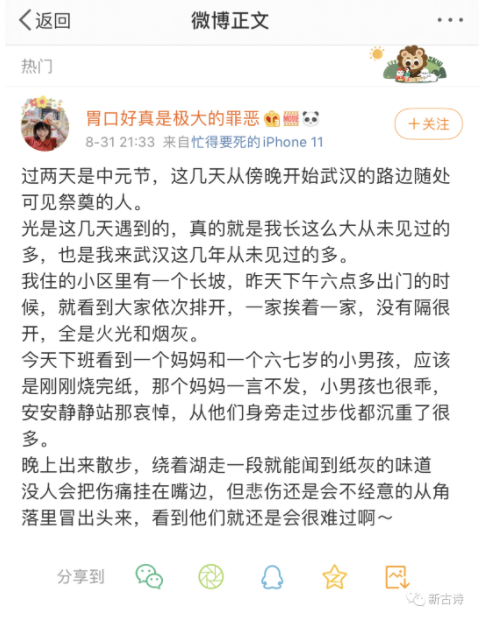 返回
微博正文
热门
胃口好真是极大的罪恶
+关注
8-31 21:33 来自忙得要死的iPhone 11
过两天是中元节，这几天从傍晚开始武汉的路边随处
可见祭奠的人。
光是这几天遇到的，真的就是我长这么大从未见过的
多，也是我来武汉这几年从未见过的多。
我住的小区里有一个长坡，昨天下午六点多出门的时
候，就看到大家依次排开，一家挨着一家，没有隔很
开，全是火光和烟灰。
今天下班看到一个妈妈和一个六七岁的小男孩，应该
是刚刚烧完纸，那个妈妈一言不发，小男孩也很乖，
安安静静站那哀悼，从他们身旁走过步伐都沉重了很
多。
晚上出来散步，绕着湖走一段就能闻到纸灰的味道
没人会把伤痛挂在嘴边，但悲伤还是会不经意的从角
落里冒出头来，看到他们就还是会很难过啊～
分享到
新古诗